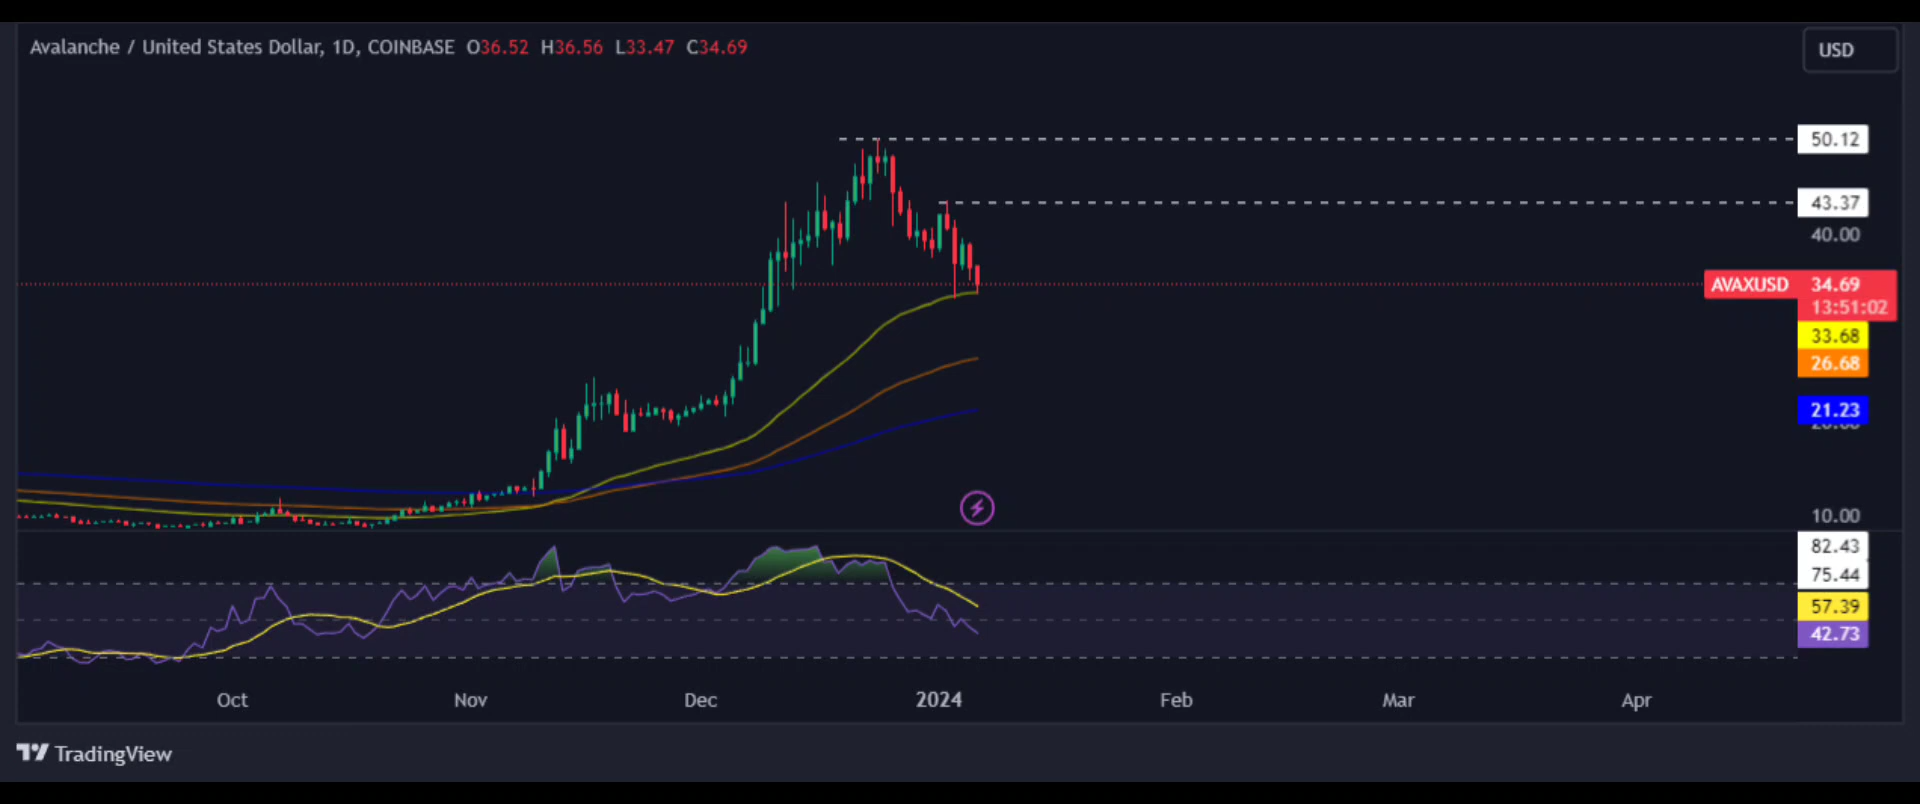 Avalanche / United States Dollar, 1D, COINBASE O36.52 H36.56 L33.47 C34.69
USD
50.12
43.37
40.00
AVAXUSD 34.69
13:51:02
33.68
26.68
21.23
20.00
10.00
82.43
75.44
57.39
42.73
Oct Nov Dec 2024 Feb Mar Apr
TradingView